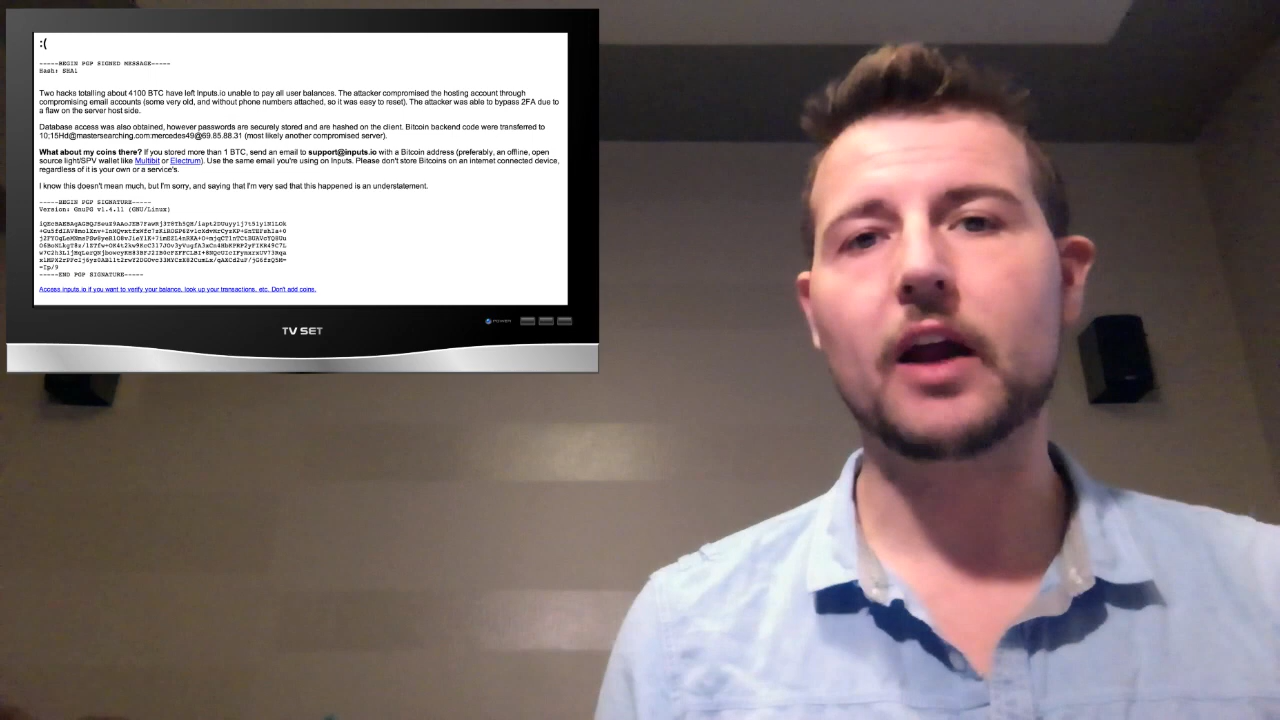 :(
-----BEGIN PGP SIGNED MESSAGE-----
Hash: SHA1
Two hacks totalling about 4100 BTC have left Inputs.io unable to pay all user balances. The attacker compromised the hosting account through
compromising email accounts (some very old, and without phone numbers attached, so it was easy to reset). The attacker was able to bypass 2FA due to
a flaw on the server host side.
Database access was also obtained, however passwords are securely stored and are hashed on the client. Bitcoin backend code were transferred to
10;15Hd@mastersearching.com:mercedes49@69.85.88.31 (most likely another compromised server).
What about my coins there? If you stored more than 1 BTC, send an email to support@inputs.io with a Bitcoin address (preferably, an offline, open
source light/SPV wallet like Multibit or Electrum). Use the same email you're using on Inputs. Please don't store Bitcoins on an internet connected device,
regardless of it is your own or a service's.
I know this doesn't mean much, but I'm sorry, and saying that I'm very sad that this happened is an understatement.
-----BEGIN PGP SIGNATURE-----
Version: GnuPG v1.4.11 (GNU/Linux)
-----END PGP SIGNATURE-----
Access inputs.io if you want to verify your balance, look up your transactions, etc. Don't add coins.
POWER
TV SET